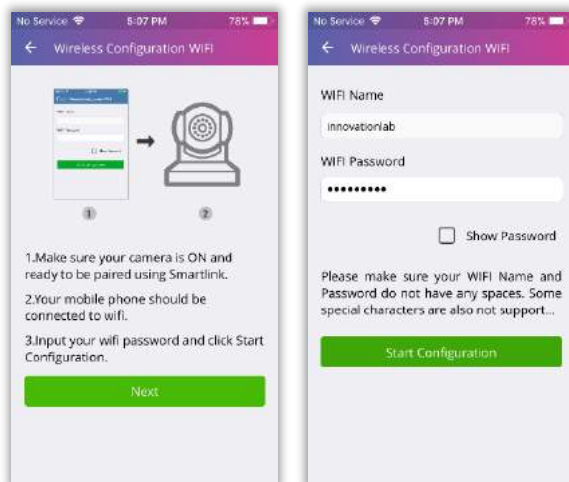 No Service 5:07 PM 78%
Wireless Configuration WIFI
1
2
1.Make sure your camera is ON and
ready to be paired using Smartlink.
2.Your mobile phone should be
connected to wifi.
3.Input your wifi password and click Start
Configuration.
Next
No Service 5:07 PM 78%
Wireless Configuration WIFI
WIFI Name
innovationlab
WIFI Password
•••••••••
Show Password
Please make sure your WIFI Name and
Password do not have any spaces. Some
special characters are also not support...
Start Configuration